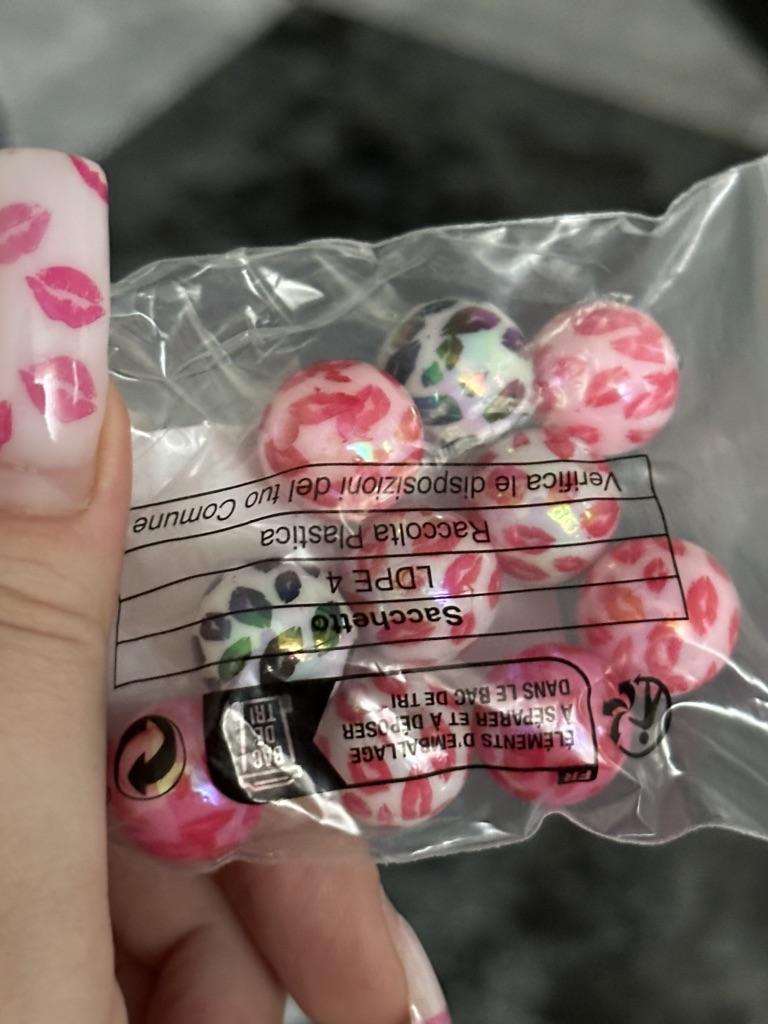 Sacchetto
LDPE 4
Raccolta Plastica
Verifica le disposizioni del tuo Comune
FR
ÉLÉMENTS D'EMBALLAGE
À SÉPARER ET À DÉPOSER
DANS LE BAC DE TRI
BAC
DE
TRI